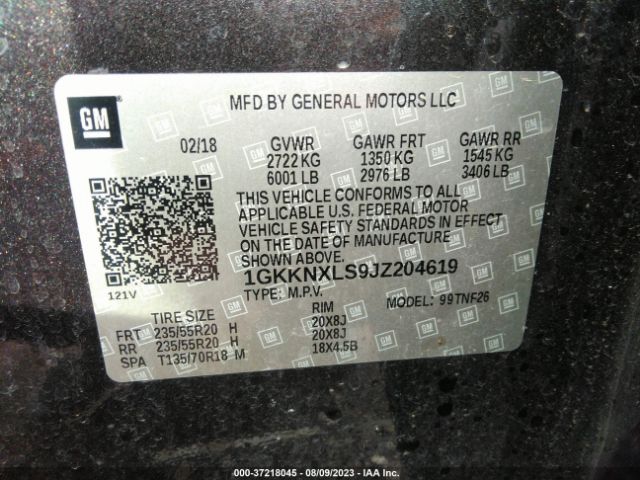 GM
MFD BY GENERAL MOTORS LLC
02/18 GVWR GAWR FRT GAWR RR
2722 KG 1350 KG 1545 KG
6001 LB 2976 LB 3406 LB
THIS VEHICLE CONFORMS TO ALL
APPLICABLE U.S. FEDERAL MOTOR
VEHICLE SAFETY STANDARDS IN EFFECT
ON THE DATE OF MANUFACTURE
SHOWN ABOVE.
1GKKNXLS9JZ204619
121V TYPE: M.P.V. MODEL: 99TNF26
TIRE SIZE RIM
FRT 235/55R20 H 20X8J
RR 235/55R20 H 20X8J
SPA T135/70R18 M 18X4.5B
000-37218045 - 08/09/2023 - IAA Inc.